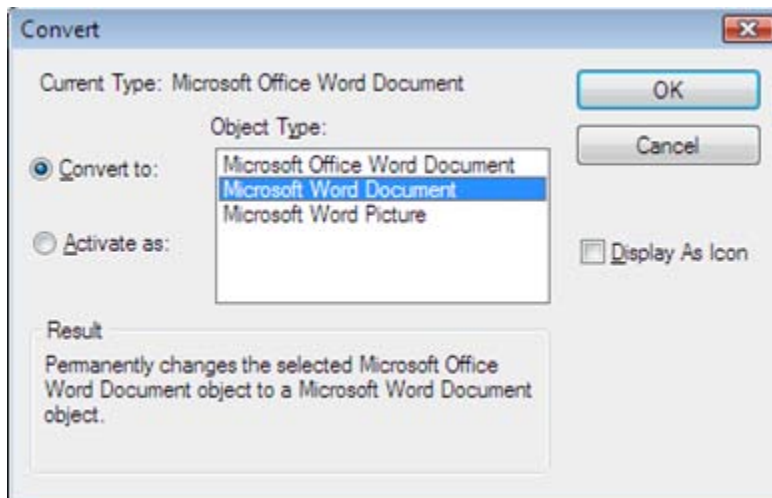 Convert
Current Type: Microsoft Office Word Document
OK
Object Type:
Cancel
Convert to:
Microsoft Office Word Document
Microsoft Word Document
Microsoft Word Picture
Activate as:
Display As Icon
Result
Permanently changes the selected Microsoft Office
Word Document object to a Microsoft Word Document
object.